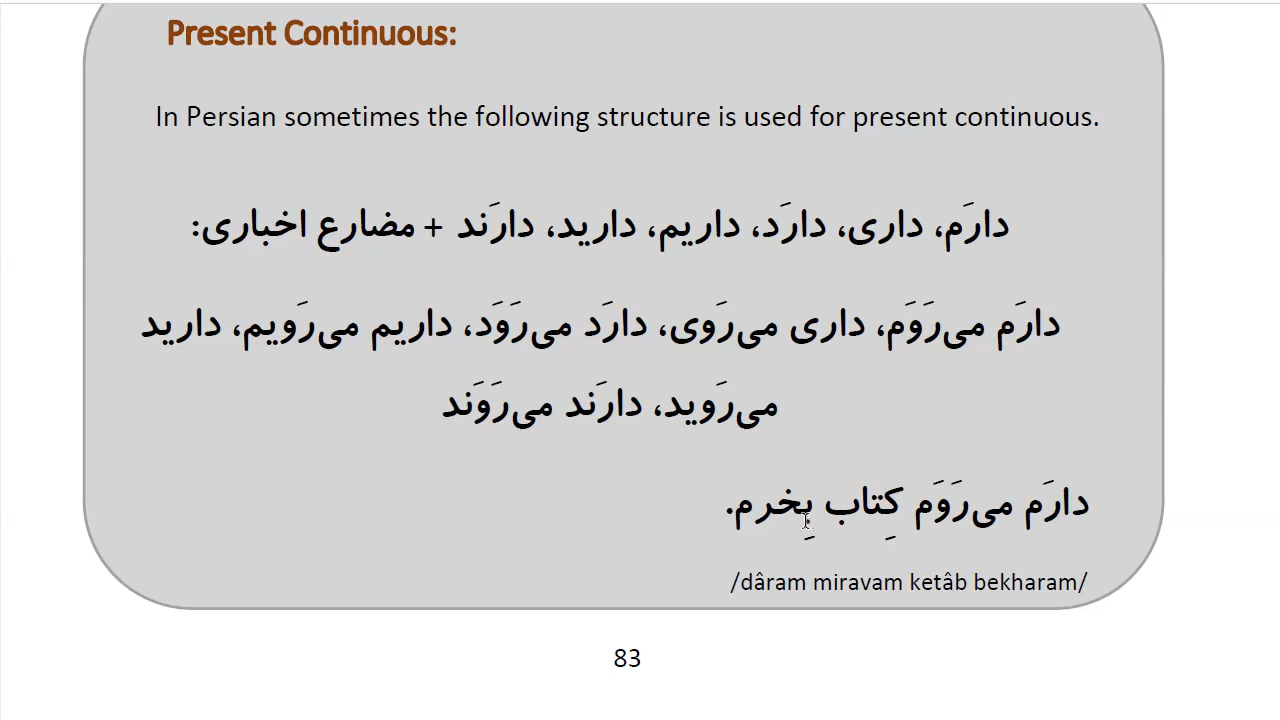 Present Continuous:
In Persian sometimes the following structure is used for present continuous.
دارَم، داری، دارَد، داریم، دارید، دارَند + مضارع اخباری:
دارَم می‌رَوَم، داری می‌رَوی، دارَد می‌رَوَد، داریم می‌رَویم، دارید
می‌رَوید، دارَند می‌رَوَند
دارَم می‌رَوَم کِتاب بِخرم.
/dâram miravam ketâb bekharam/
83